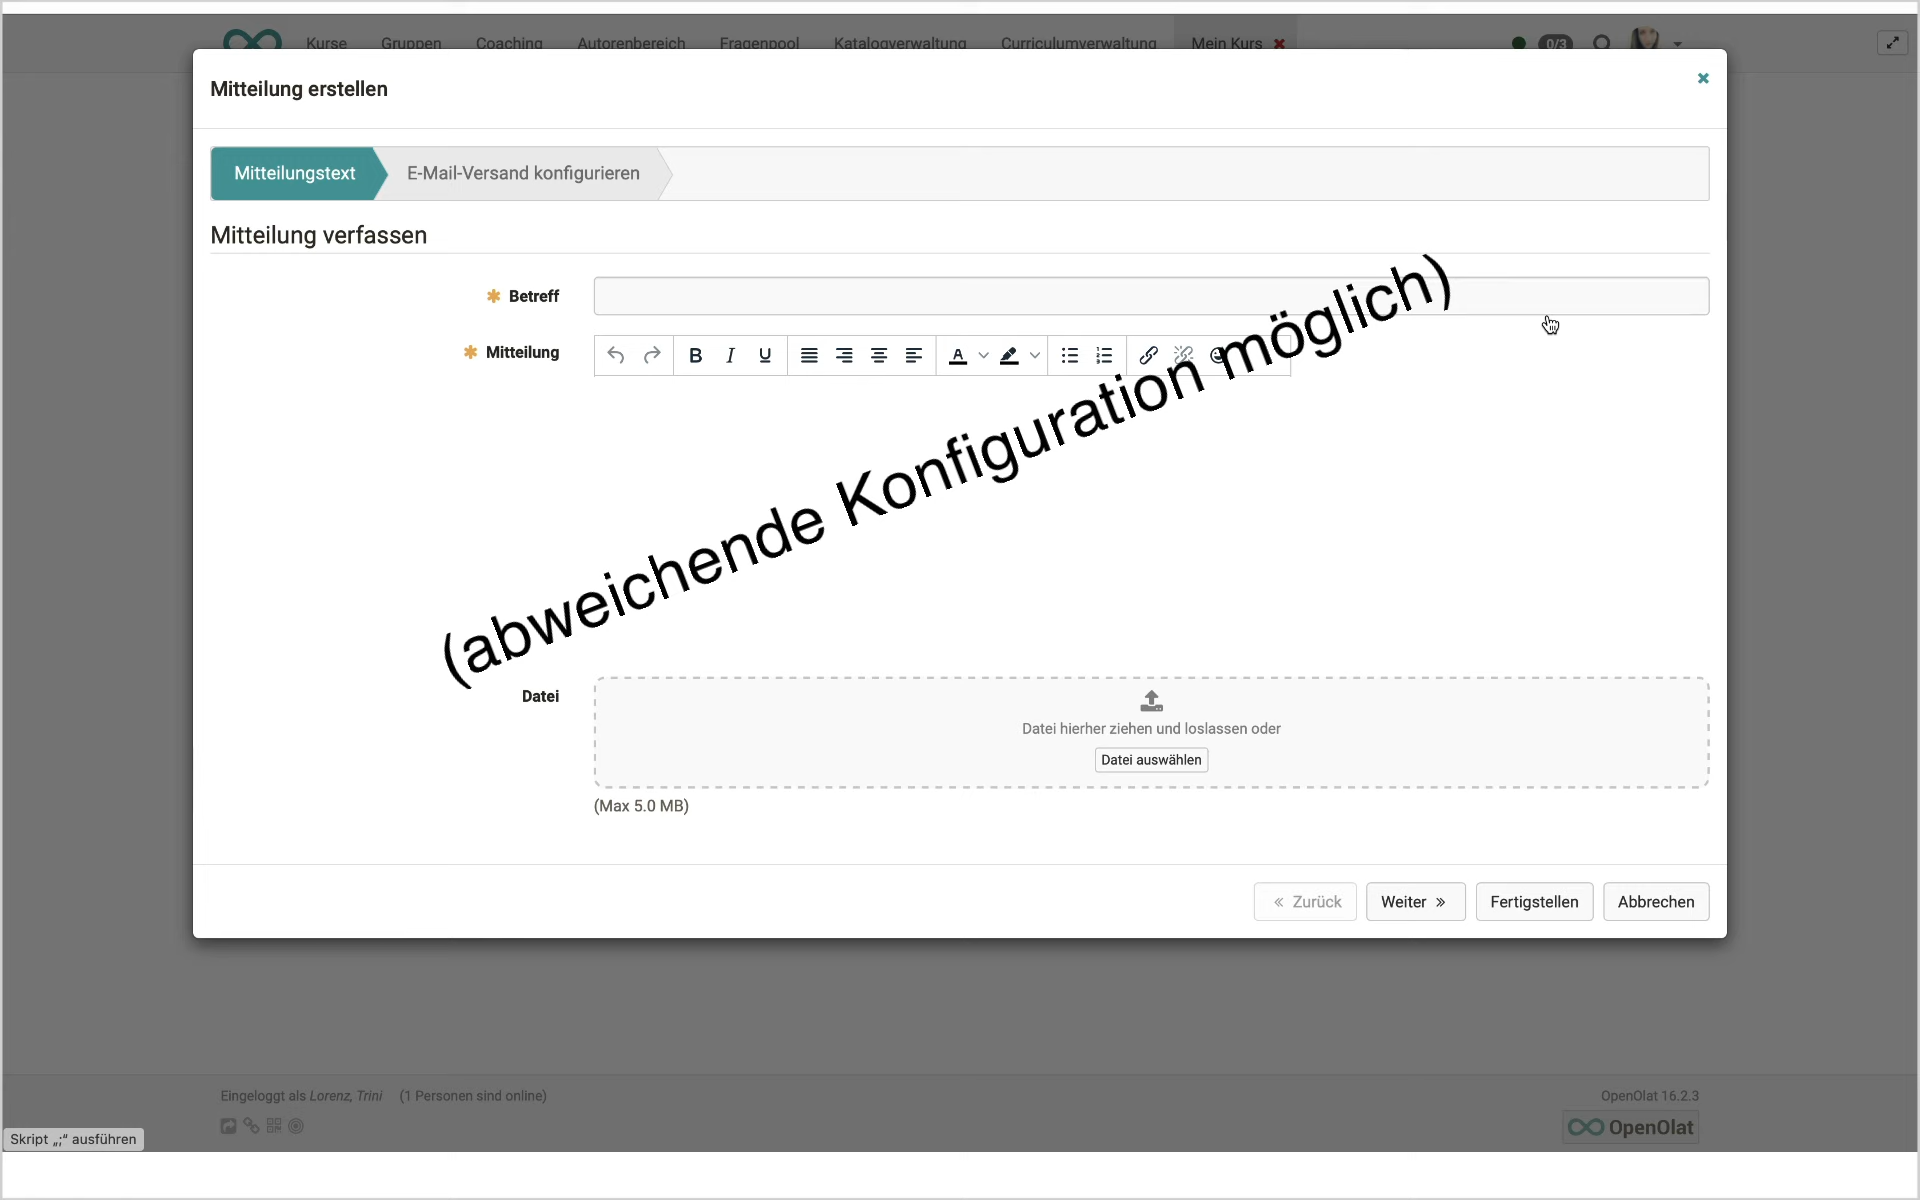 Kurse Gruppen Coaching Autorenbereich Fragenpool Katalogverwaltung Curriculumverwaltung Mein Kurs 0/3
Mitteilung erstellen
Mitteilungstext E-Mail-Versand konfigurieren
Mitteilung verfassen
Betreff
Mitteilung
(abweichende Konfiguration möglich)
Datei
Datei hierher ziehen und loslassen oder
Datei auswählen
(Max 5.0 MB)
« Zurück Weiter » Fertigstellen Abbrechen
Eingeloggt als Lorenz, Trini (1 Personen sind online) OpenOlat 16.2.3
OpenOlat
Skript „;“ ausführen